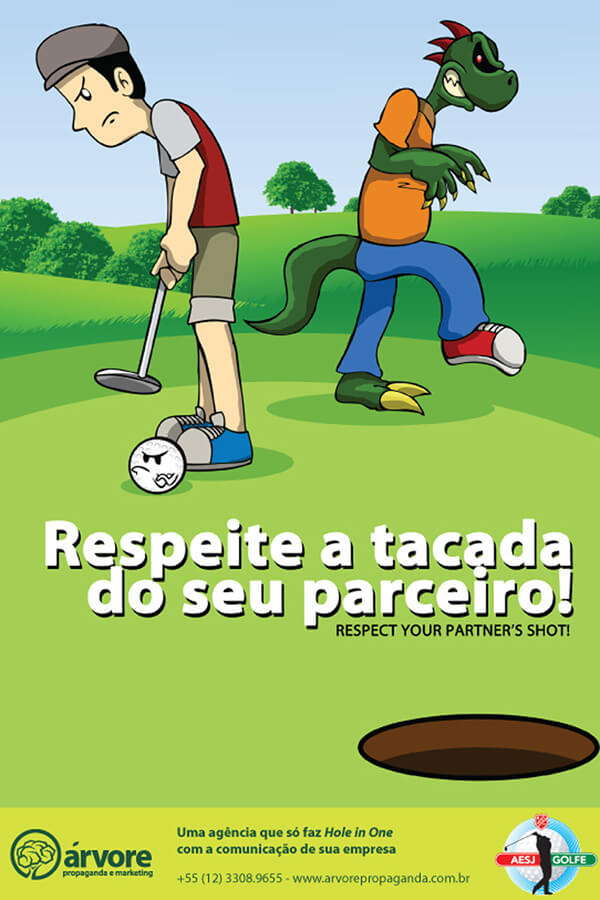 Respeite a tacada
do seu parceiro!
RESPECT YOUR PARTNER'S SHOT!
árvore
propaganda e marketing
Uma agência que só faz Hole in One
com a comunicação de sua empresa
+55 (12) 3308.9655 - www.arvorepropaganda.com.br
AESJ GOLFE